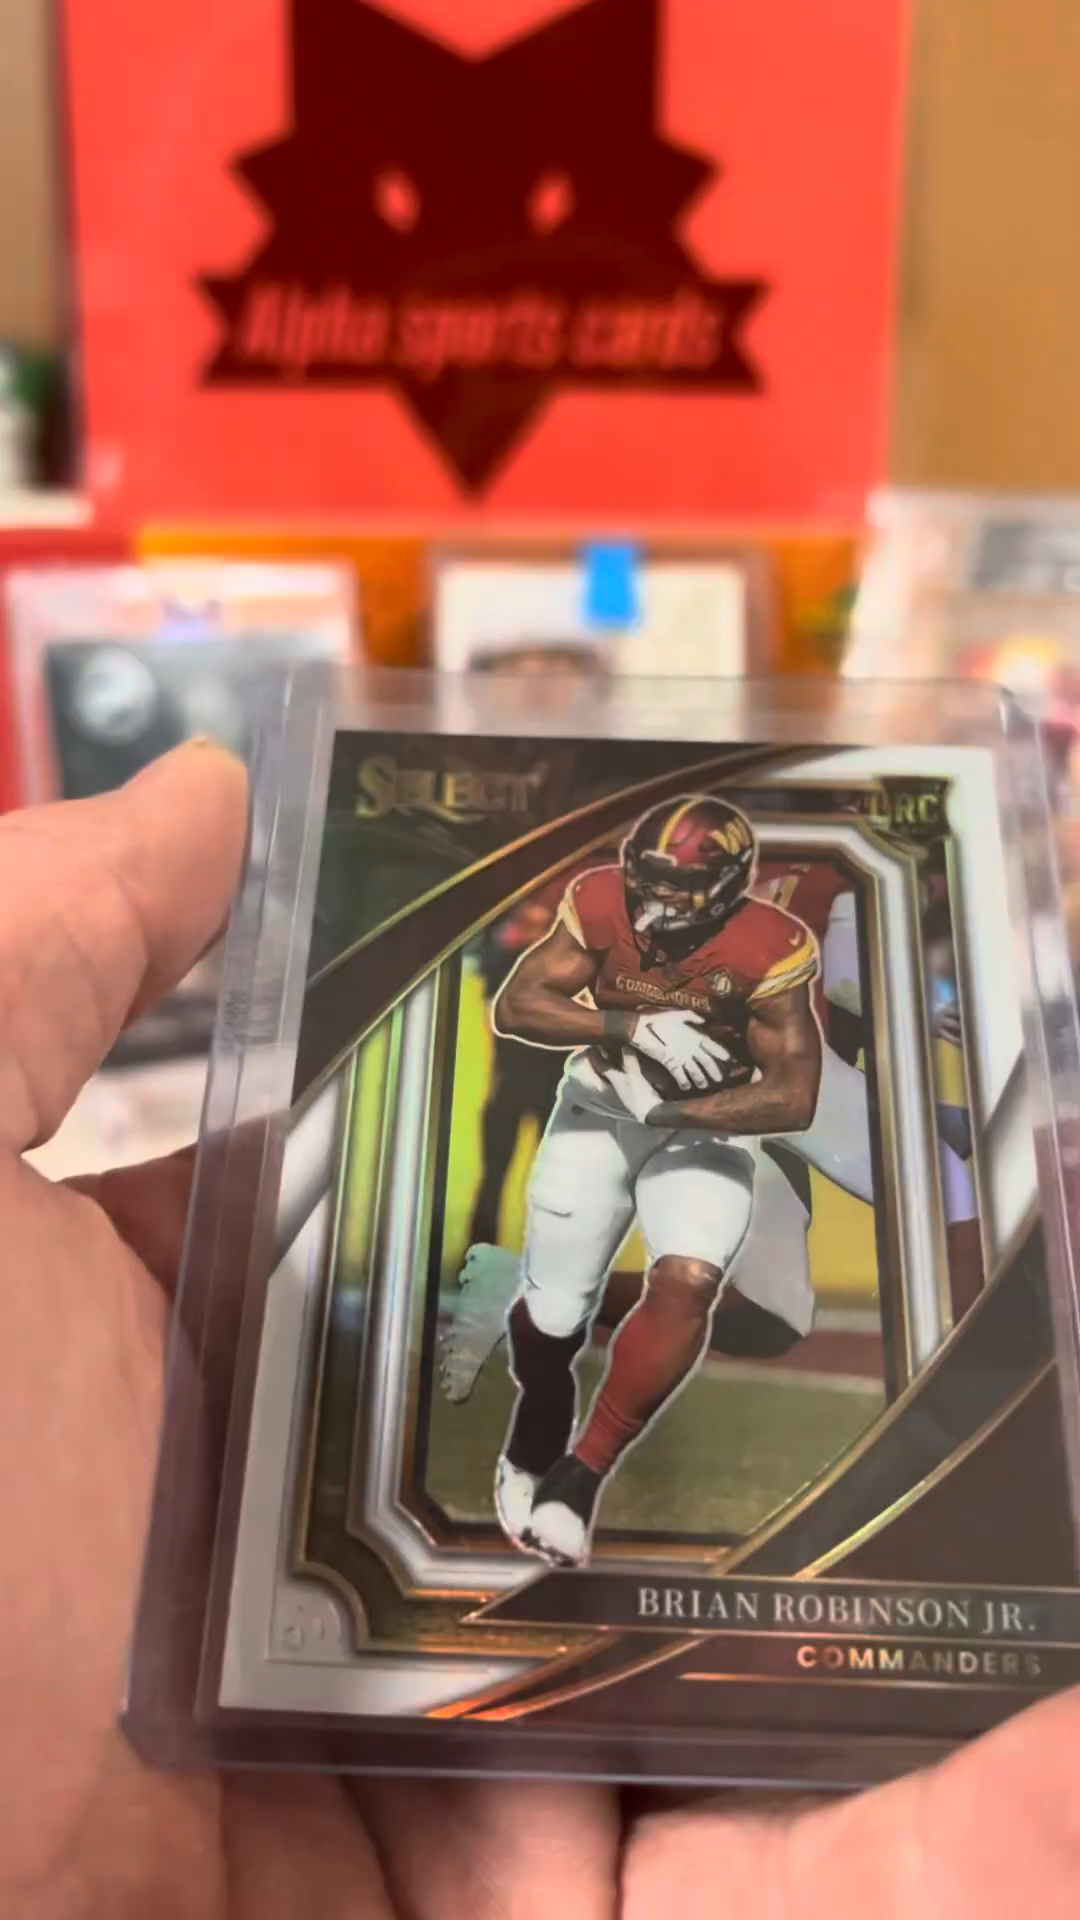 Alpha sports cards
SELECT
RC
COMMANDERS
BRIAN ROBINSON JR.
COMMANDERS